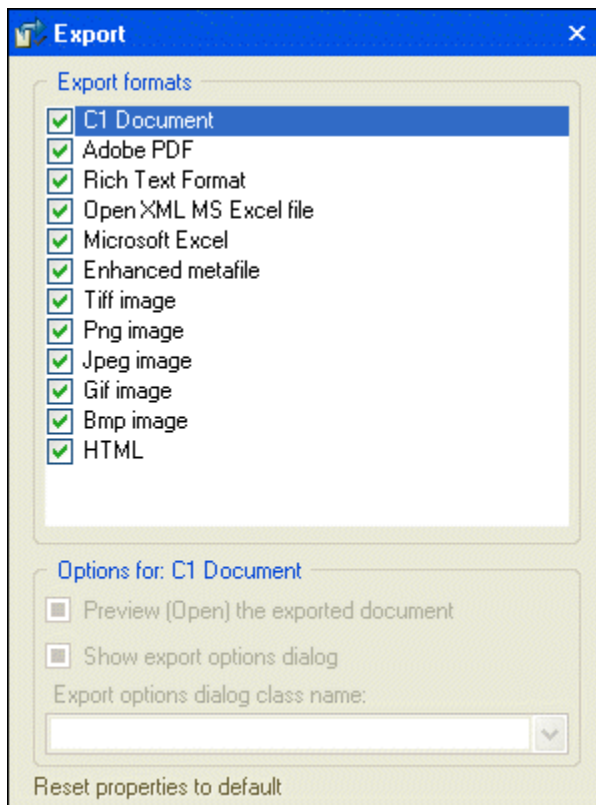 Export
Export formats
C1 Document
Adobe PDF
Rich Text Format
Open XML MS Excel file
Microsoft Excel
Enhanced metafile
Tiff image
Png image
Jpeg image
Gif image
Bmp image
HTML
Options for: C1 Document
Preview (Open) the exported document
Show export options dialog
Export options dialog class name:
Reset properties to default